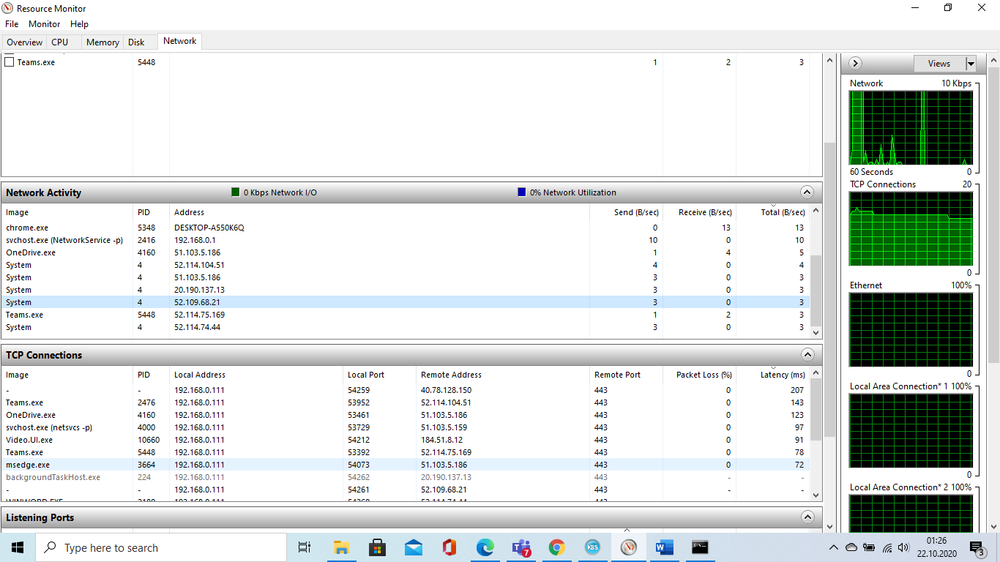 Resource Monitor
File Monitor Help
Overview CPU Memory Disk Network
Teams.exe 5448 1 2 3
Network Activity 0 Kbps Network I/O 0% Network Utilization
Image PID Address Send (B/sec) Receive (B/sec) Total (B/sec)
chrome.exe 5348 DESKTOP-A550K6Q 0 13 13
svchost.exe (NetworkService -p) 2416 192.168.0.1 10 0 10
OneDrive.exe 4160 51.103.5.186 1 4 5
System 4 52.114.104.51 4 0 4
System 4 51.103.5.186 3 0 3
System 4 20.190.137.13 3 0 3
System 4 52.109.68.21 3 0 3
Teams.exe 5448 52.114.75.169 1 2 3
System 4 52.114.74.44 3 0 3
TCP Connections
Image PID Local Address Local Port Remote Address Remote Port Packet Loss (%) Latency (ms)
- - 192.168.0.111 54259 40.78.128.150 443 0 207
Teams.exe 2476 192.168.0.111 53952 52.114.104.51 443 0 143
OneDrive.exe 4160 192.168.0.111 53461 51.103.5.186 443 0 123
svchost.exe (netsvcs -p) 4000 192.168.0.111 53729 51.103.5.159 443 0 97
Video.UI.exe 10660 192.168.0.111 54212 184.51.8.12 443 0 91
Teams.exe 5448 192.168.0.111 53392 52.114.75.169 443 0 78
msedge.exe 3664 192.168.0.111 54073 51.103.5.186 443 0 72
backgroundTaskHost.exe 224 192.168.0.111 54262 20.190.137.13 443 - -
- - 192.168.0.111 54261 52.109.68.21 443 - -
WINWORD.EXE 192.168.0.111 52.114.74.44 443
Listening Ports
Views
Network 10 Kbps
60 Seconds 0
TCP Connections 20
0
Ethernet 100%
0
Local Area Connection* 1 100%
0
Local Area Connection* 2 100%
Type here to search
7
KBS
W
01:26
22.10.2020
3